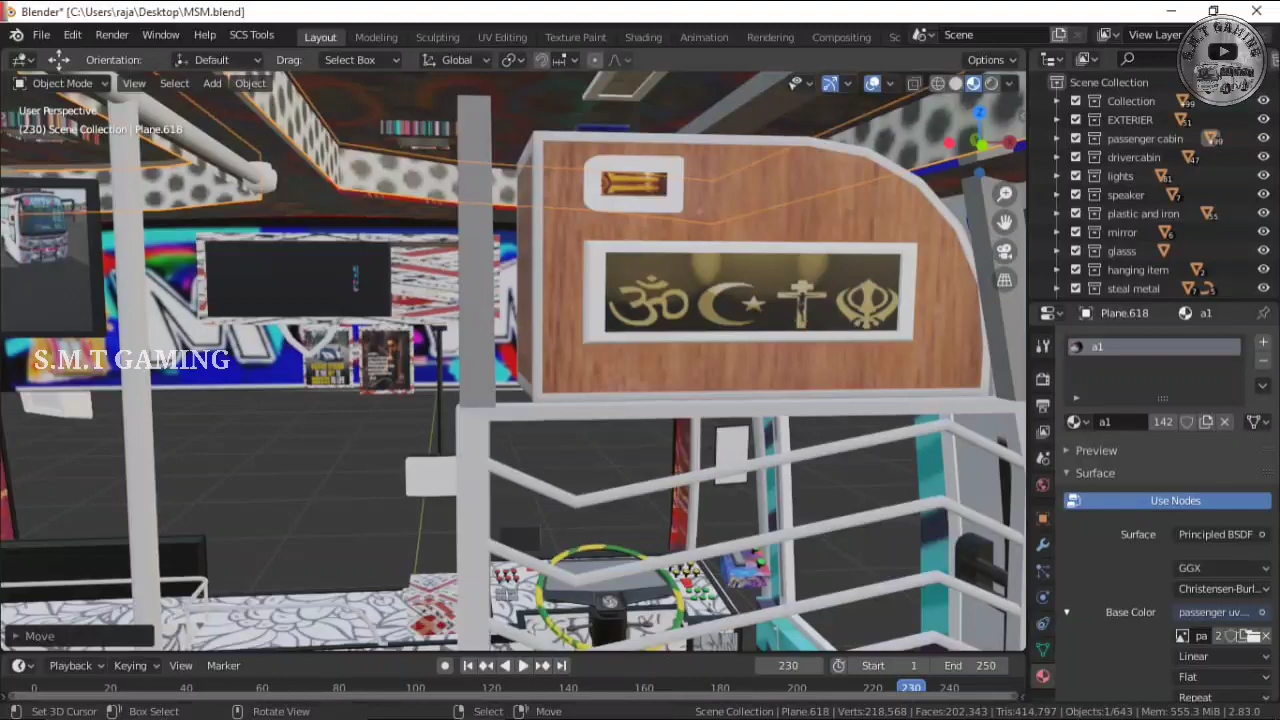 Blender* [C:\Users\raja\Desktop\MSM.blend]
File Edit Render Window Help SCS Tools Layout Modeling Sculpting UV Editing Texture Paint Shading Animation Rendering Compositing Sc Scene View Layer
Orientation: Default Drag: Select Box Global Options
Object Mode View Select Add Object
User Perspective
(230) Scene Collection | Plane.618
Scene Collection
Collection
EXTERIER
passenger cabin
drivercabin
lights
speaker
plastic and iron
mirror
glasss
hanging item
steal metal
Plane.618 a1
a1
a1 142
Preview
Surface
Use Nodes
Surface Principled BSDF
GGX
Christensen-Burl...
Base Color passenger uv...
pa 2
Linear
Flat
Repeat
S.M.T GAMING
Move
Playback Keying View Marker 230 Start 1 End 250
0 20 40 60 80 100 120 140 160 180 200 220 230 240
Set 3D Cursor Box Select Rotate View Select Move Scene Collection | Plane.618 | Verts:218,568 | Faces:202,343 | Tris:414,797 | Objects:1/643 | Mem: 555.3 MiB | 2.83.0